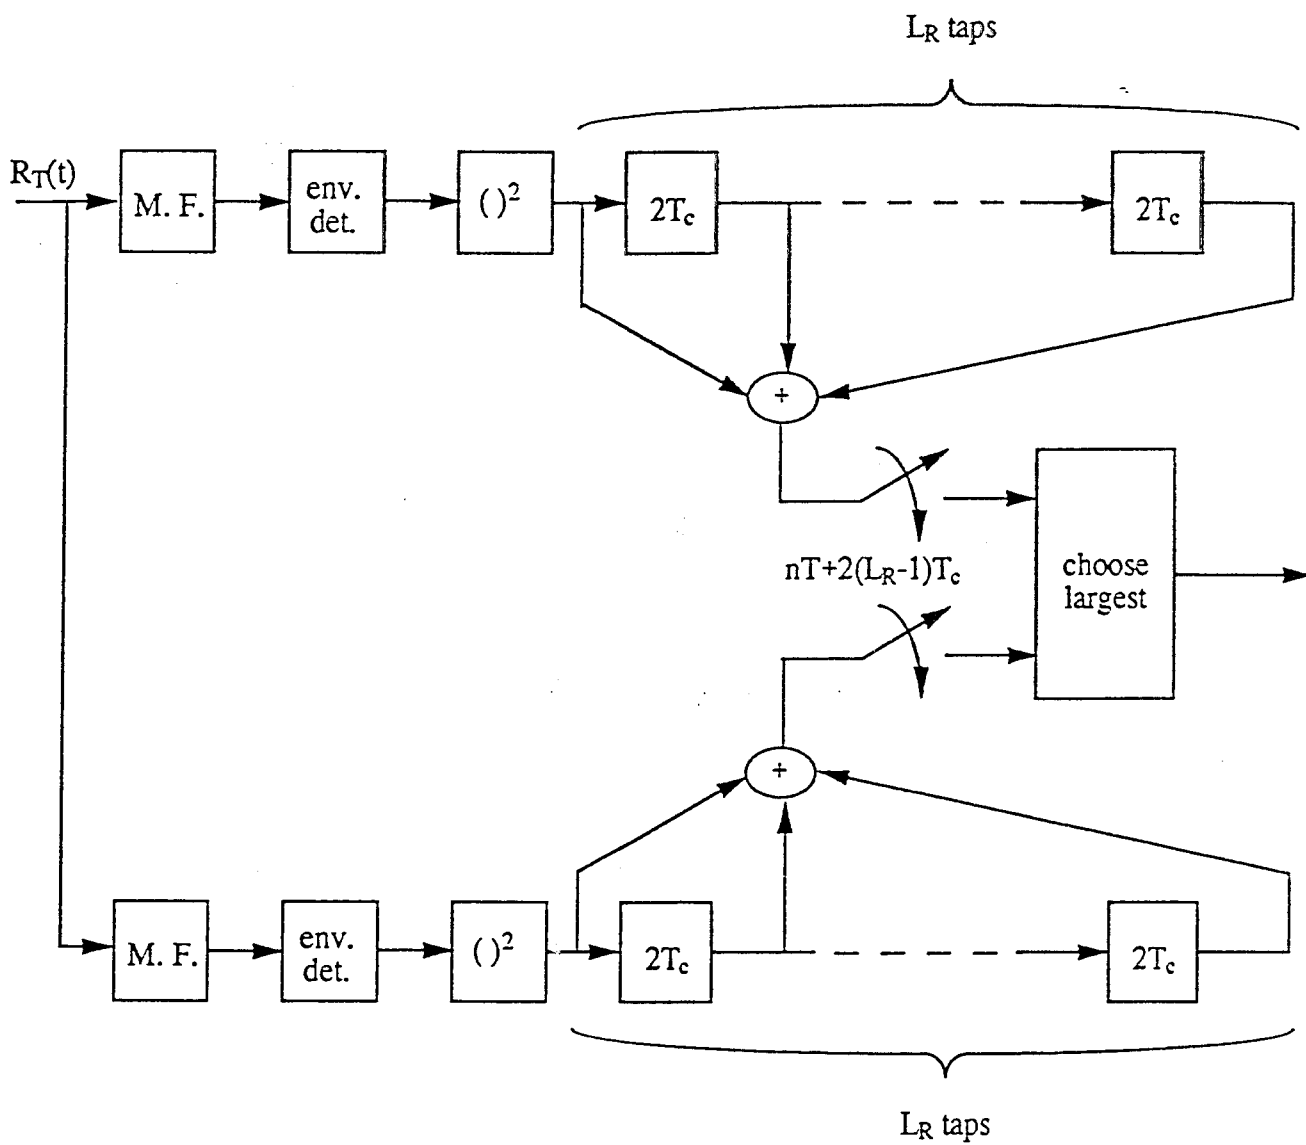 L_R taps
R_T(t)
M. F.
env.
det.
( )²
2T_c
2T_c
+
nT+2(L_R-1)T_c
choose
largest
+
M. F.
env.
det.
( )²
2T_c
2T_c
L_R taps